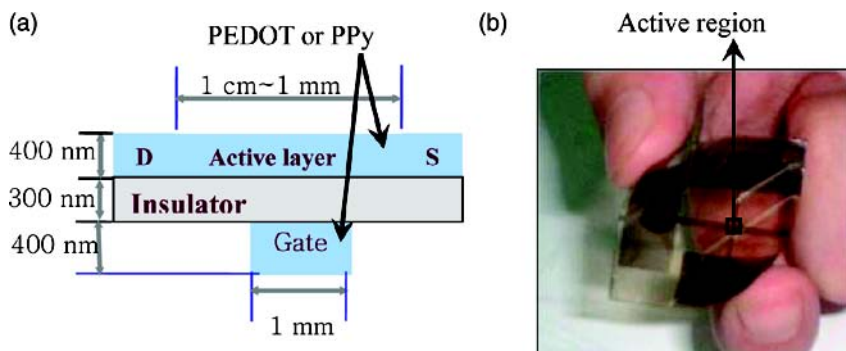 (a)
PEDOT or PPy
1 cm~1 mm
400 nm
D Active layer S
300 nm
Insulator
400 nm
Gate
1 mm
(b)
Active region